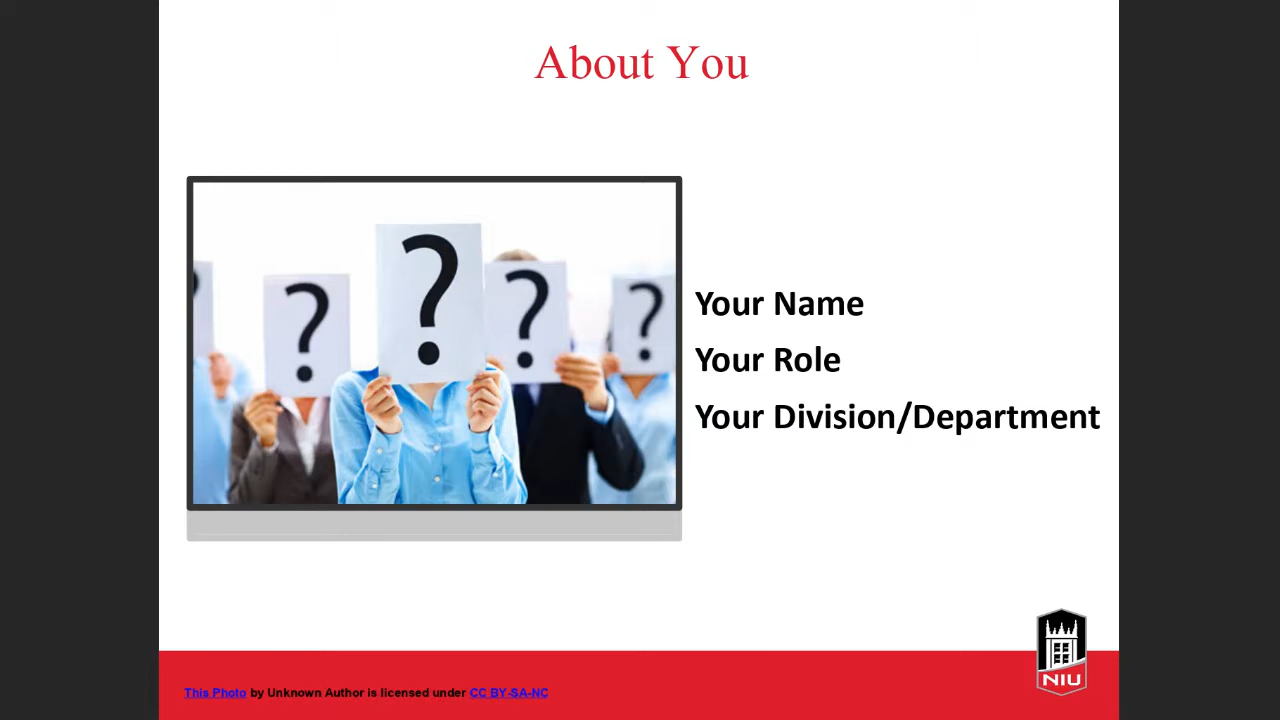 About You
?
?
?
?
?
Your Name
Your Role
Your Division/Department
NIU
This Photo by Unknown Author is licensed under CC BY-SA-NC